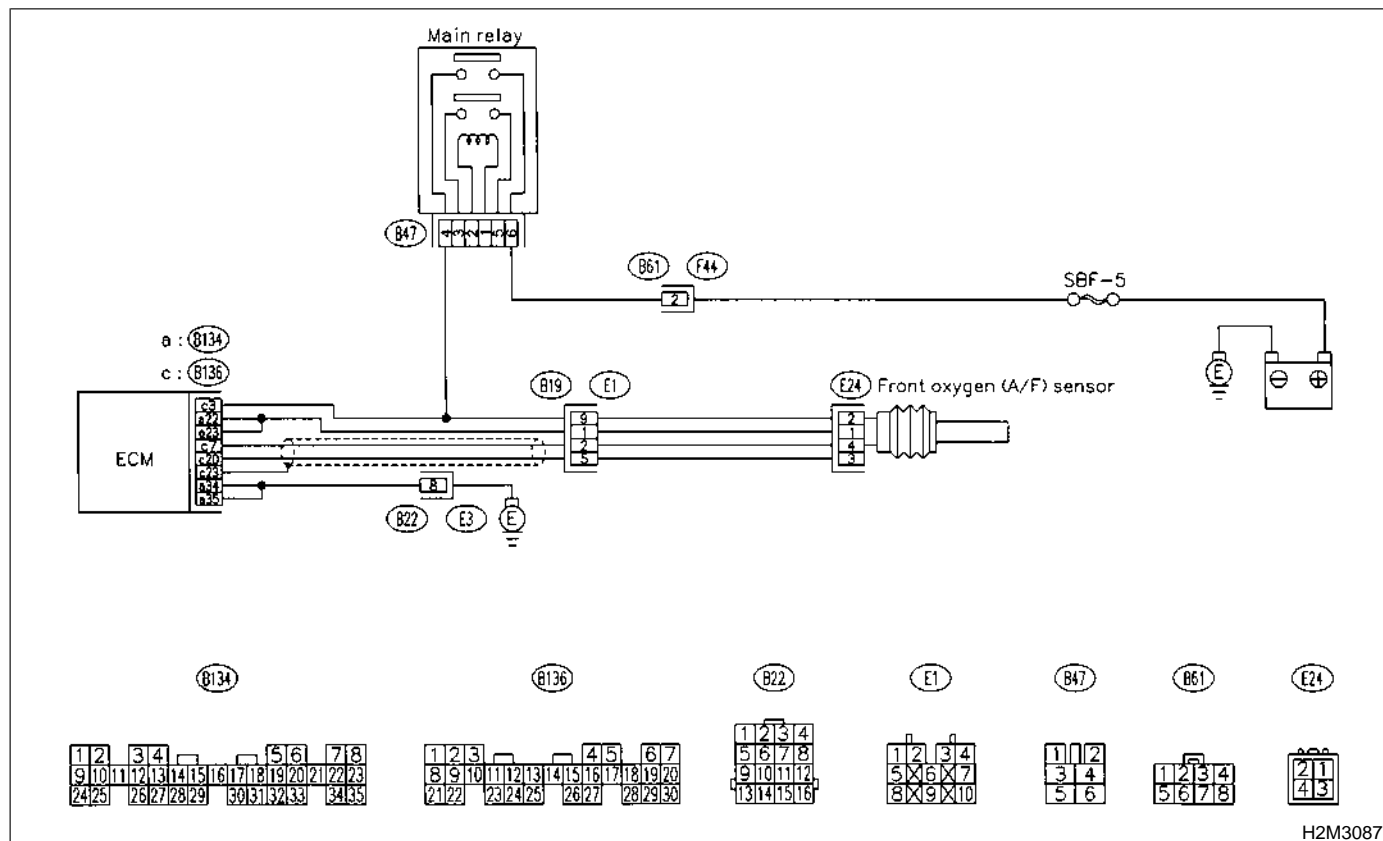 Main relay
B47
4 3 2 1 5 6
B61 F44
2
SBF-5
E
a : B134
c : B136
B19 E1
E24 Front oxygen (A/F) sensor
ECM
c3
a22
a23
c7
c20
c23
a34
a35
9
1
2
5
2
1
4
3
8
B22 E3 E
B134 B136 B22 E1 B47 B61 E24
1 2 3 4 5 6 7 8
9 10 11 12 13 14 15 16 17 18 19 20 21 22 23
24 25 26 27 28 29 30 31 32 33 34 35
1 2 3 4 5 6 7
8 9 10 11 12 13 14 15 16 17 18 19 20
21 22 23 24 25 26 27 28 29 30
1 2 3 4
5 6 7 8
9 10 11 12
13 14 15 16
1 2 3 4
5 6 7
8 9 10
1 2
3 4
5 6
1 2 3 4
5 6 7 8
2 1
4 3
H2M3087